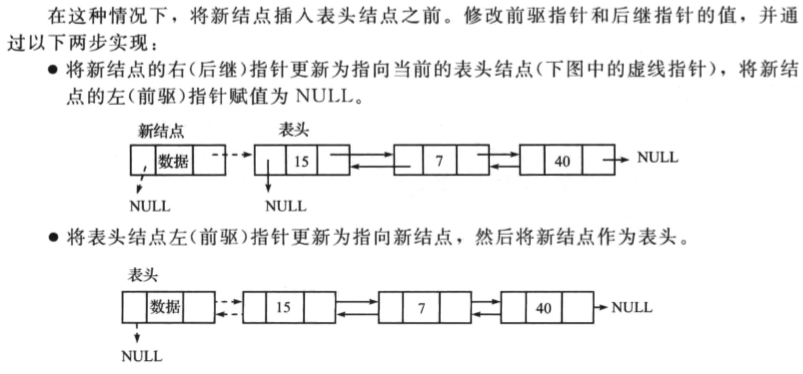 在这种情况下，将新结点插入表头结点之前。修改前驱指针和后继指针的值，并通
过以下两步实现：
● 将新结点的右(后继)指针更新为指向当前的表头结点(下图中的虚线指针)，将新结
点的左(前驱)指针赋值为 NULL。
新结点 表头
数据 15 7 40 NULL
NULL NULL
● 将表头结点左(前驱)指针更新为指向新结点，然后将新结点作为表头。
表头
数据 15 7 40 NULL
NULL